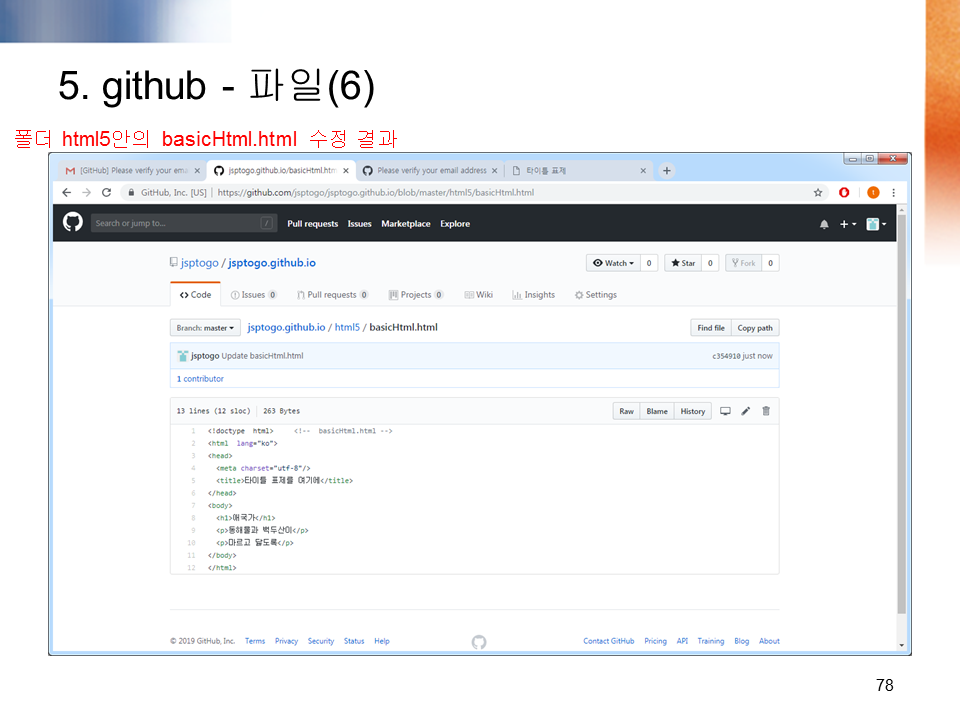 5. github - 파일(6)
폴더 html5안의 basicHtml.html 수정 결과
[GitHub] Please verify your ema
jsptogo.github.io/basicHtml.htm
Please verify your email address
타이틀 표제
GitHub, Inc. [US] | https://github.com/jsptogo/jsptogo.github.io/blob/master/html5/basicHtml.html
Search or jump to... /
Pull requests Issues Marketplace Explore
jsptogo / jsptogo.github.io
Watch 0 Star 0 Fork 0
Code Issues 0 Pull requests 0 Projects 0 Wiki Insights Settings
Branch: master jsptogo.github.io / html5 / basicHtml.html Find file Copy path
jsptogo Update basicHtml.html c354910 just now
1 contributor
13 lines (12 sloc) 263 Bytes Raw Blame History
1 <!doctype html> <!-- basicHtml.html -->
2 <html lang="ko">
3 <head>
4 <meta charset="utf-8"/>
5 <title>타이틀 표제를 여기에</title>
6 </head>
7 <body>
8 <h1>애국가</h1>
9 <p>동해물과 백두산이</p>
10 <p>마르고 닳도록</p>
11 </body>
12 </html>
© 2019 GitHub, Inc. Terms Privacy Security Status Help Contact GitHub Pricing API Training Blog About
78